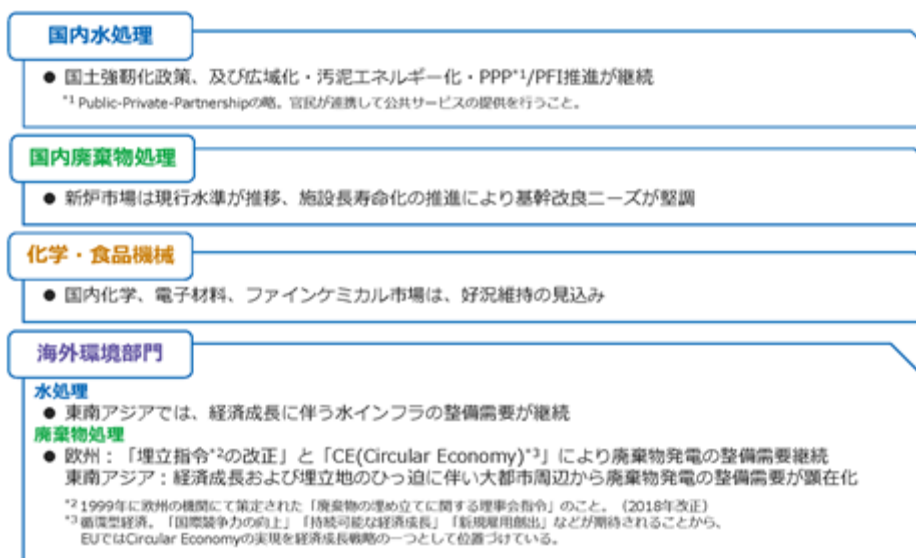 国内水処理
● 国土強靭化政策、及び広域化・汚泥エネルギー化・PPP*1/PFI推進が継続
*1 Public-Private-Partnershipの略。官民が連携して公共サービスの提供を行うこと。
国内廃棄物処理
● 新炉市場は現行水準が推移、施設長寿命化の推進により基幹改良ニーズが堅調
化学・食品機械
● 国内化学、電子材料、ファインケミカル市場は、好況維持の見込み
海外環境部門
水処理
● 東南アジアでは、経済成長に伴う水インフラの整備需要が継続
廃棄物処理
● 欧州：「埋立指令*2の改正」と「CE(Circular Economy)*3」により廃棄物発電の整備需要継続
東南アジア：経済成長および埋立地のひっ迫に伴い大都市周辺から廃棄物発電の整備需要が顕在化
*2 1999年に欧州の機関にて策定された「廃棄物の埋め立てに関する理事会指令」のこと。（2018年改正）
*3 循環型経済。「国際競争力の向上」「持続可能な経済成長」「新規雇用創出」などが期待されることから、
EUではCircular Economyの実現を経済成長戦略の一つとして位置づけている。